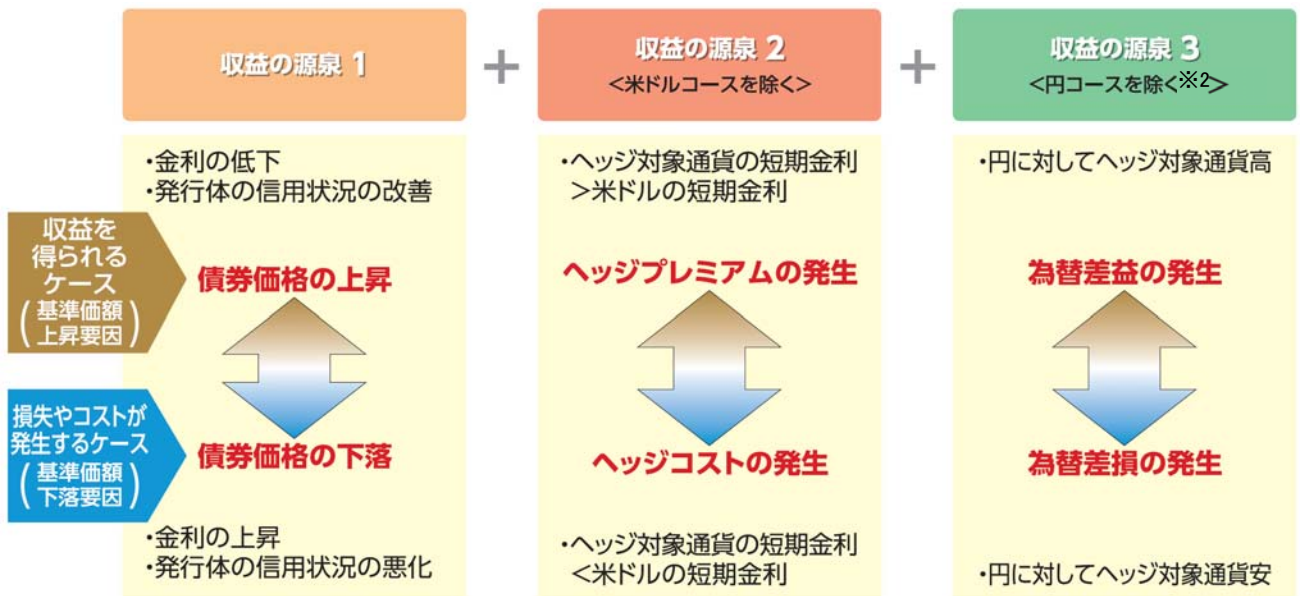 収益の源泉 1
+
収益の源泉 2
<米ドルコースを除く>
+
収益の源泉 3
<円コースを除く※2>
・金利の低下
・発行体の信用状況の改善
・ヘッジ対象通貨の短期金利
>米ドルの短期金利
・円に対してヘッジ対象通貨高
収益を
得られる
ケース
(基準価額
上昇要因)
債券価格の上昇
ヘッジプレミアムの発生
為替差益の発生
損失やコストが
発生するケース
(基準価額
下落要因)
債券価格の下落
ヘッジコストの発生
為替差損の発生
・金利の上昇
・発行体の信用状況の悪化
・ヘッジ対象通貨の短期金利
<米ドルの短期金利
・円に対してヘッジ対象通貨安